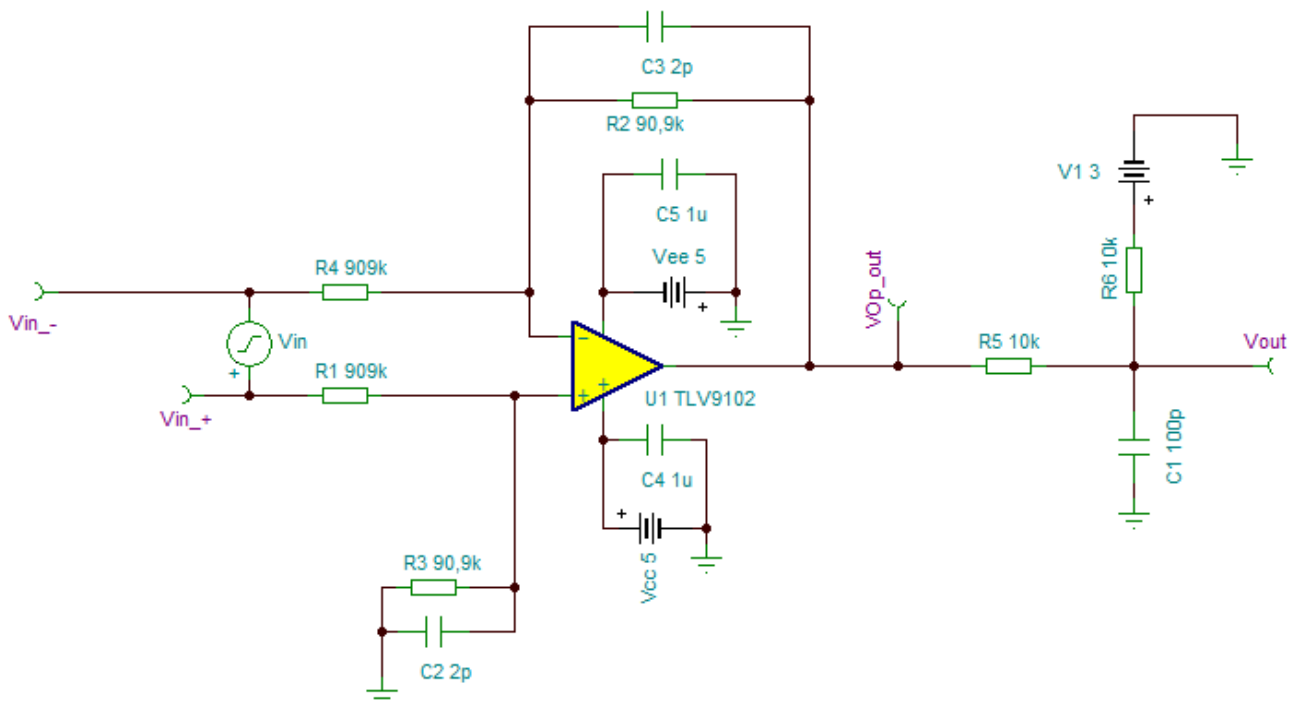 C3 2p
R2 90,9k
V1 3
+
C5 1u
Vee 5
+
R6 10k
R4 909k
VOp_out
Vin_-
Vin
+
R1 909k
Vin_+
-
+
+
U1 TLV9102
R5 10k
Vout
C4 1u
C1 100p
+
Vcc 5
R3 90,9k
C2 2p